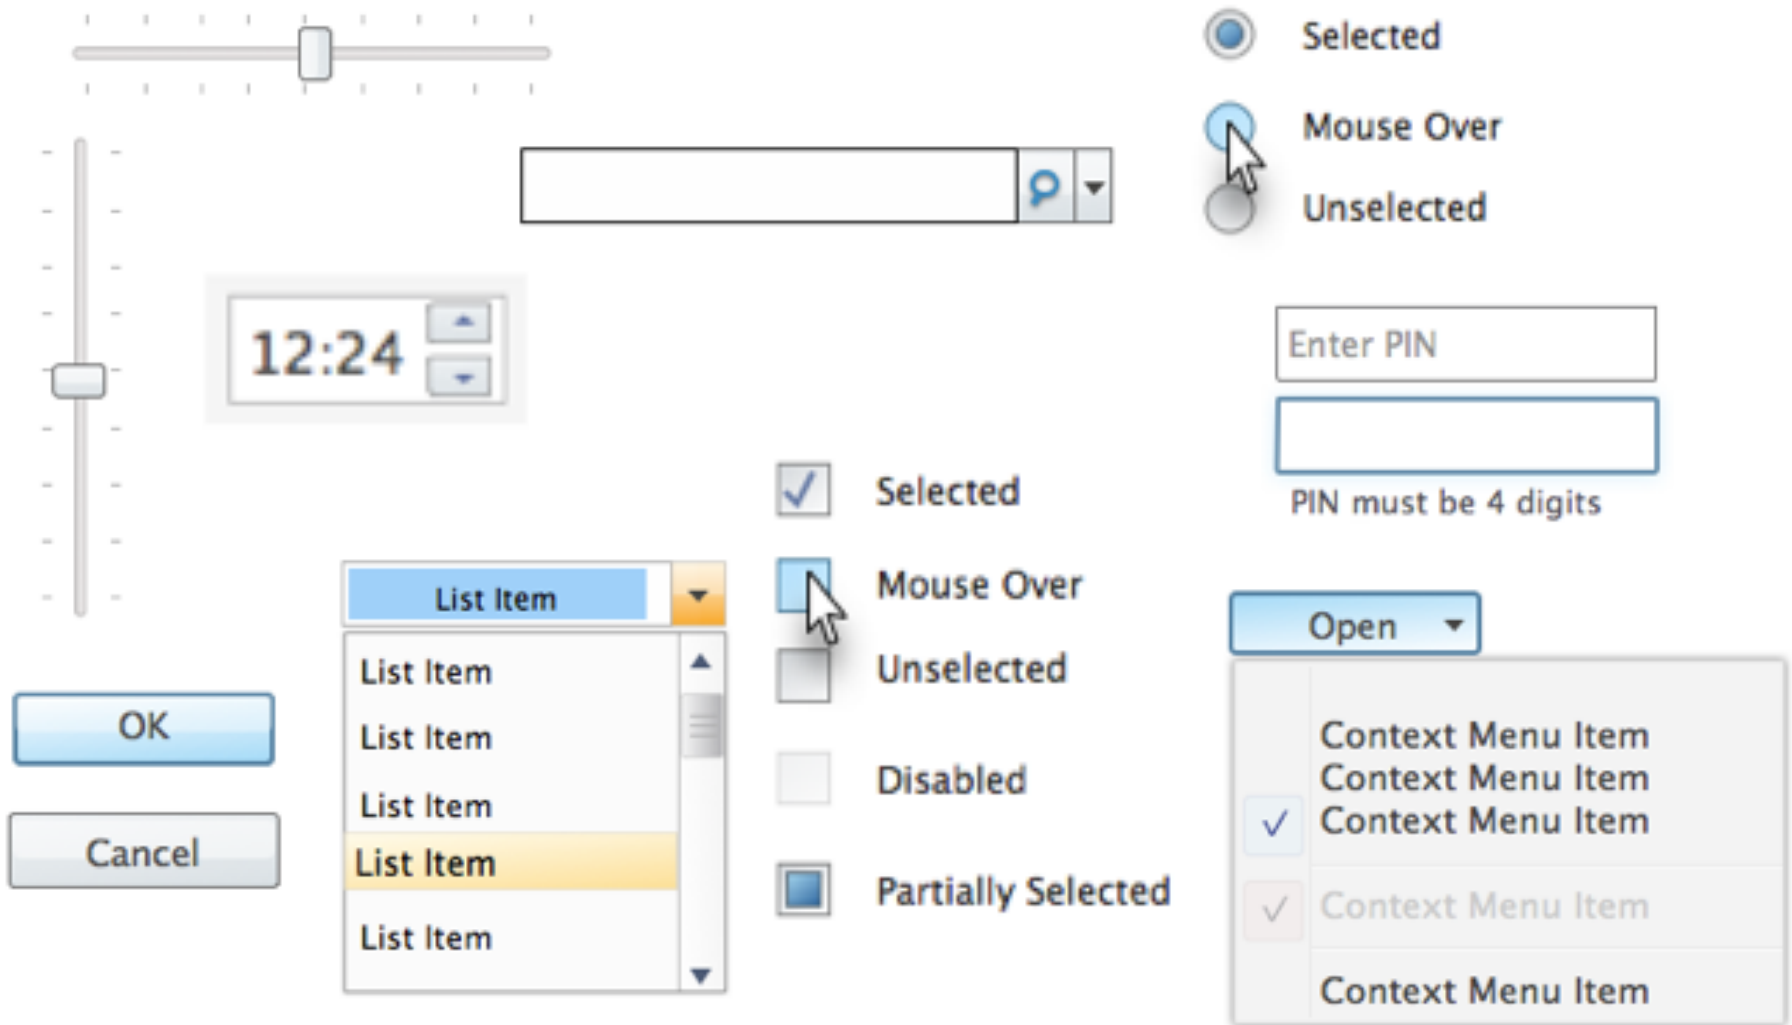 Selected
Mouse Over
Unselected
12:24
Enter PIN
PIN must be 4 digits
Selected
Mouse Over
Unselected
Disabled
Partially Selected
List Item
List Item
List Item
List Item
List Item
List Item
OK
Cancel
Open
Context Menu Item
Context Menu Item
Context Menu Item
Context Menu Item
Context Menu Item